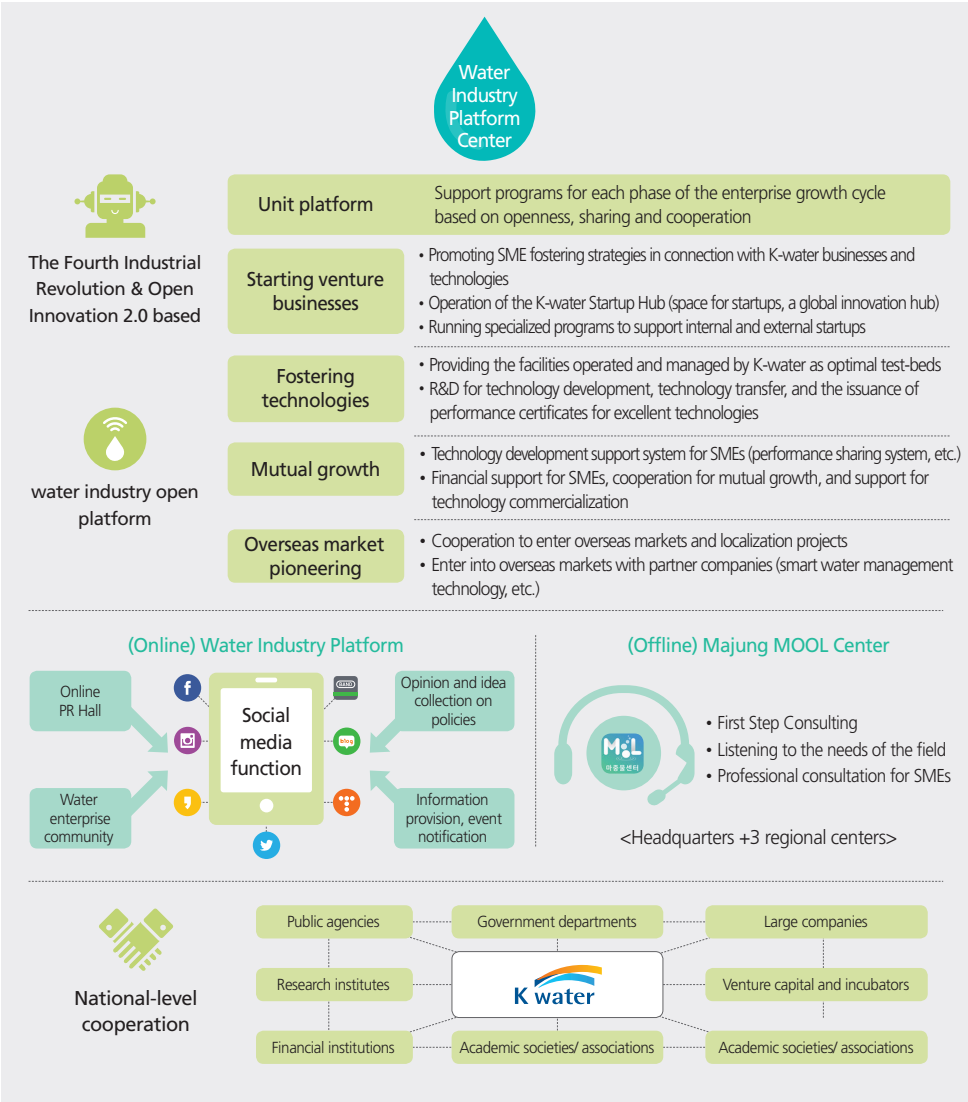 Water
Industry
Platform
Center
The Fourth Industrial
Revolution & Open
Innovation 2.0 based
water industry open
platform
Unit platform
Support programs for each phase of the enterprise growth cycle
based on openness, sharing and cooperation
Starting venture
businesses
• Promoting SME fostering strategies in connection with K-water businesses and
technologies
• Operation of the K-water Startup Hub (space for startups, a global innovation hub)
• Running specialized programs to support internal and external startups
Fostering
technologies
• Providing the facilities operated and managed by K-water as optimal test-beds
• R&D for technology development, technology transfer, and the issuance of
performance certificates for excellent technologies
Mutual growth
• Technology development support system for SMEs (performance sharing system, etc.)
• Financial support for SMEs, cooperation for mutual growth, and support for
technology commercialization
Overseas market
pioneering
• Cooperation to enter overseas markets and localization projects
• Enter into overseas markets with partner companies (smart water management
technology, etc.)
(Online) Water Industry Platform
Online
PR Hall
Water
enterprise
community
f
BAND
blog
Social
media
function
Opinion and idea
collection on
policies
Information
provision, event
notification
(Offline) Majung MOOL Center
MOOL
마중물센터
• First Step Consulting
• Listening to the needs of the field
• Professional consultation for SMEs
<Headquarters +3 regional centers>
National-level
cooperation
Public agencies
Government departments
Large companies
Research institutes
K water
Venture capital and incubators
Financial institutions
Academic societies/ associations
Academic societies/ associations